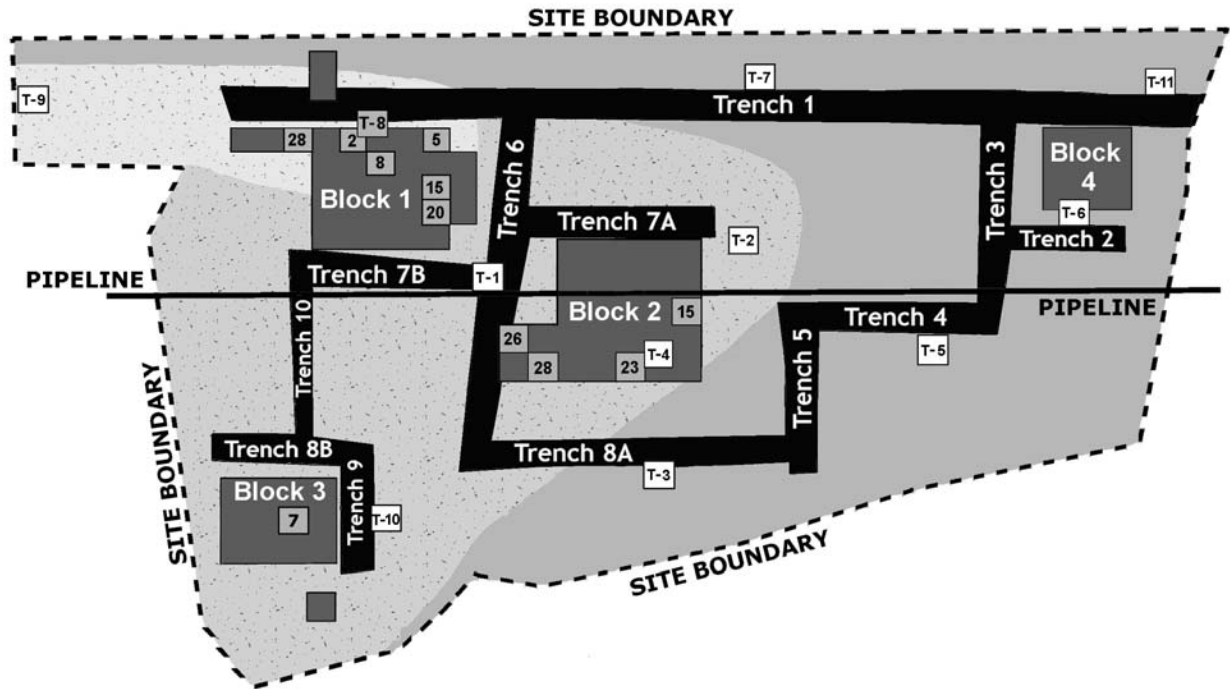 SITE BOUNDARY
T-7
T-11
T-9
Trench 1
T-8
28
2
5
8
Block 1
15
20
Trench 6
Trench 3
Block
4
T-6
Trench 7A
T-2
Trench 2
PIPELINE
Trench 7B
T-1
PIPELINE
Trench 10
Block 2
15
26
28
23
T-4
Trench 4
T-5
Trench 5
SITE BOUNDARY
Trench 8B
Trench 8A
T-3
Block 3
7
Trench 9
T-10
SITE BOUNDARY